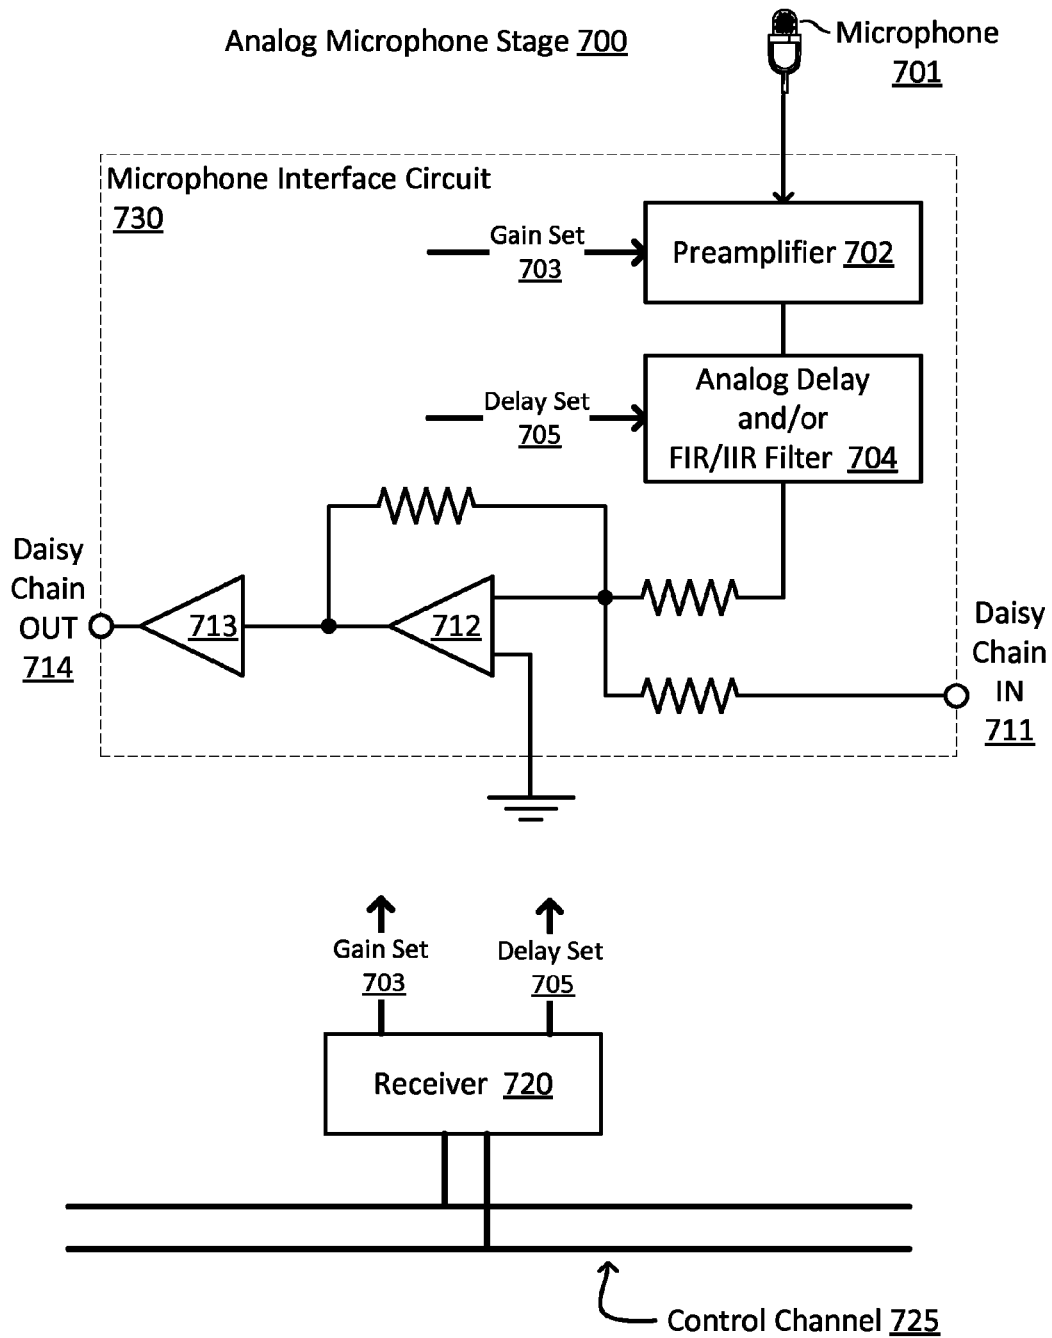 Analog Microphone Stage 700
Microphone
701
Microphone Interface Circuit
730
Gain Set
703
Preamplifier 702
Delay Set
705
Analog Delay
and/or
FIR/IIR Filter 704
Daisy
Chain
OUT
714
713
712
Daisy
Chain
IN
711
Gain Set
703
Delay Set
705
Receiver 720
Control Channel 725